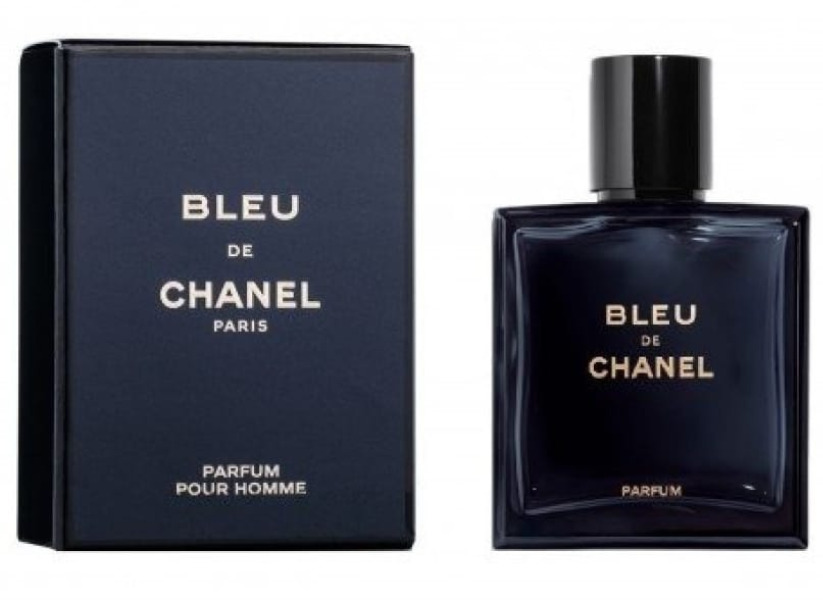 BLEU
DE
CHANEL
PARIS
PARFUM
POUR HOMME
BLEU
DE
CHANEL
PARFUM